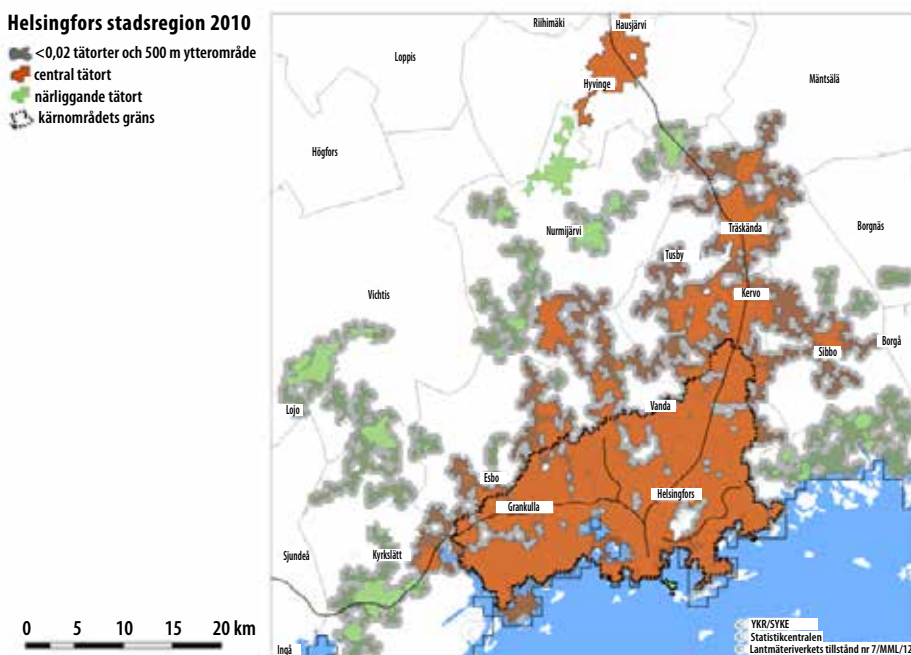 Helsingfors stadsregion 2010
<0,02 tätorter och 500 m ytterområde
central tätort
närliggande tätort
kärnområdets gräns
Riihimäki
Hausjärvi
Loppis
Mäntsälä
Hyvinge
Högfors
Träskända
Borgnäs
Nurmijärvi
Tusby
Vichtis
Kervo
Borgå
Sibbo
Lojo
Vanda
Esbo
Helsingfors
Grankulla
Sjundeå
Kyrkslätt
0 5 10 15 20 km
Ingå
YKR/SYKE
Statistikcentralen
Lantmäteriverkets tillstånd nr 7/MML/12